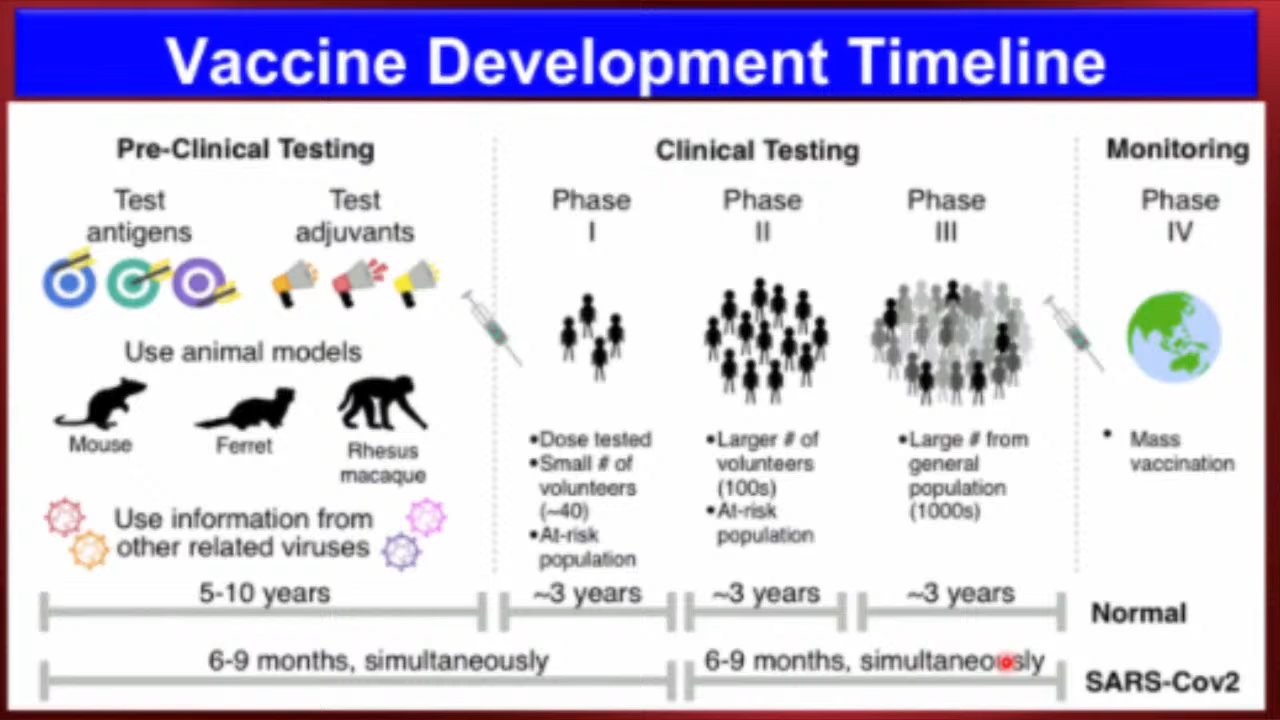 Vaccine Development Timeline
Pre-Clinical Testing
Test
antigens
Test
adjuvants
Use animal models
Mouse
Ferret
Rhesus
macaque
Use information from
other related viruses
Clinical Testing
Phase
I
•Dose tested
•Small # of
volunteers
(~40)
•At-risk
population
Phase
II
•Larger # of
volunteers
(100s)
•At-risk
population
Phase
III
•Large # from
general
population
(1000s)
Monitoring
Phase
IV
• Mass
vaccination
5-10 years
~3 years
~3 years
~3 years
Normal
6-9 months, simultaneously
6-9 months, simultaneously
SARS-Cov2